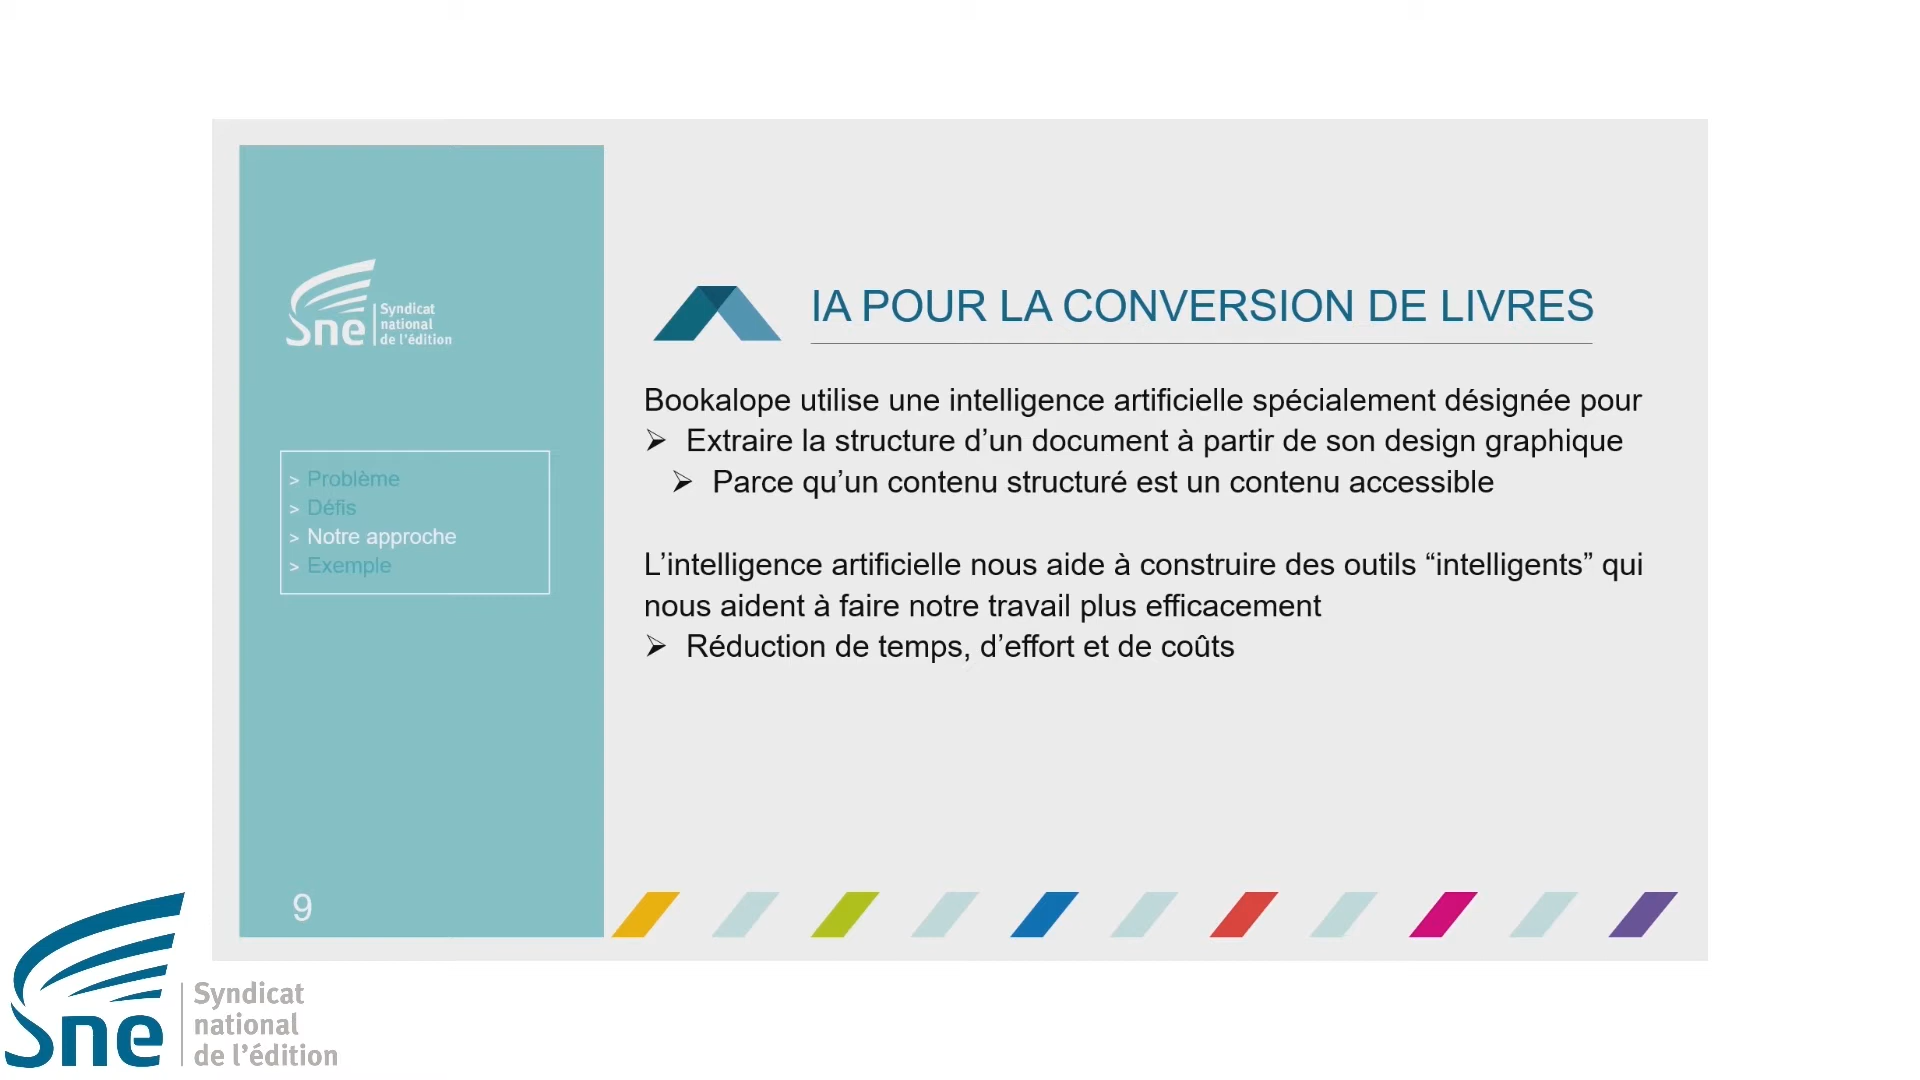 Sne
Syndicat
national
de l'édition
> Problème
> Défis
> Notre approche
> Exemple
9
IA POUR LA CONVERSION DE LIVRES
Bookalope utilise une intelligence artificielle spécialement désignée pour
➢ Extraire la structure d’un document à partir de son design graphique
➢ Parce qu’un contenu structuré est un contenu accessible
L’intelligence artificielle nous aide à construire des outils “intelligents” qui
nous aident à faire notre travail plus efficacement
➢ Réduction de temps, d’effort et de coûts
Sne
Syndicat
national
de l’édition